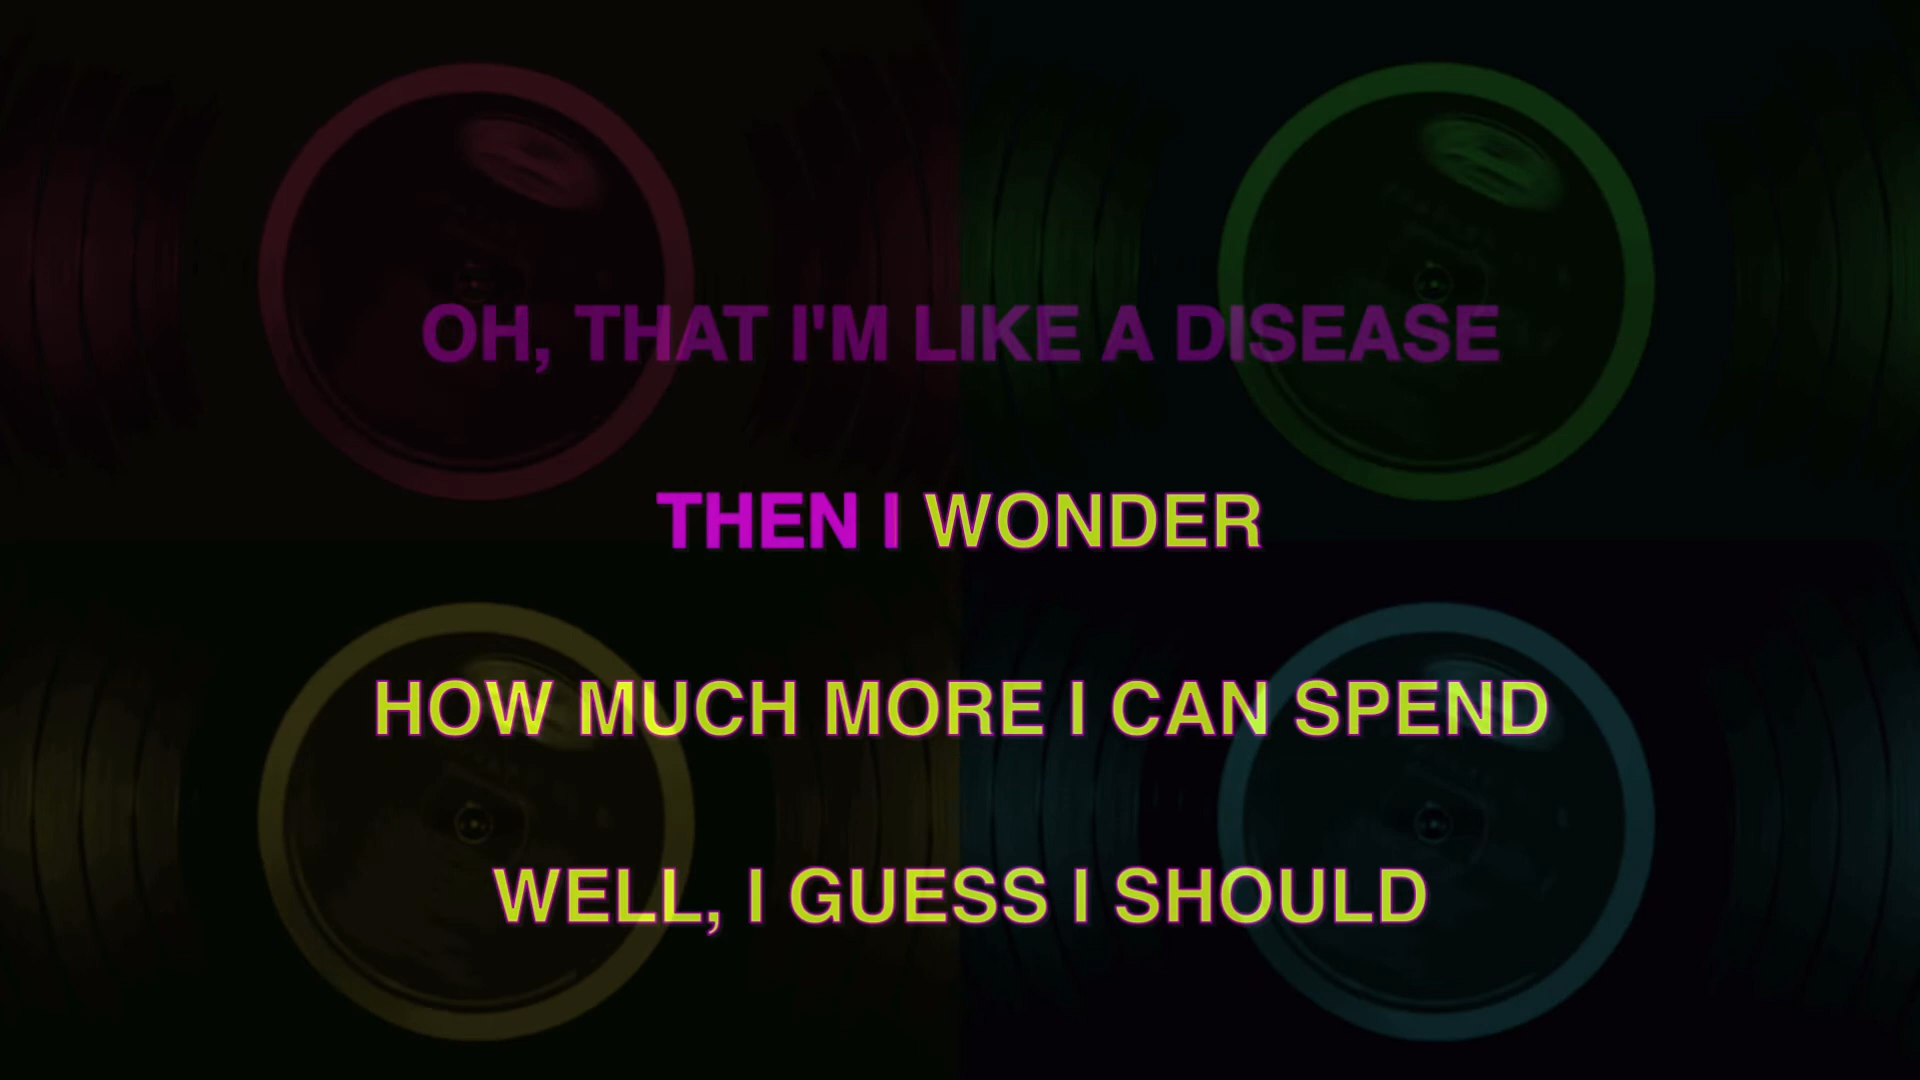 OH, THAT I'M LIKE A DISEASE
THEN I WONDER
HOW MUCH MORE I CAN SPEND
WELL, I GUESS I SHOULD